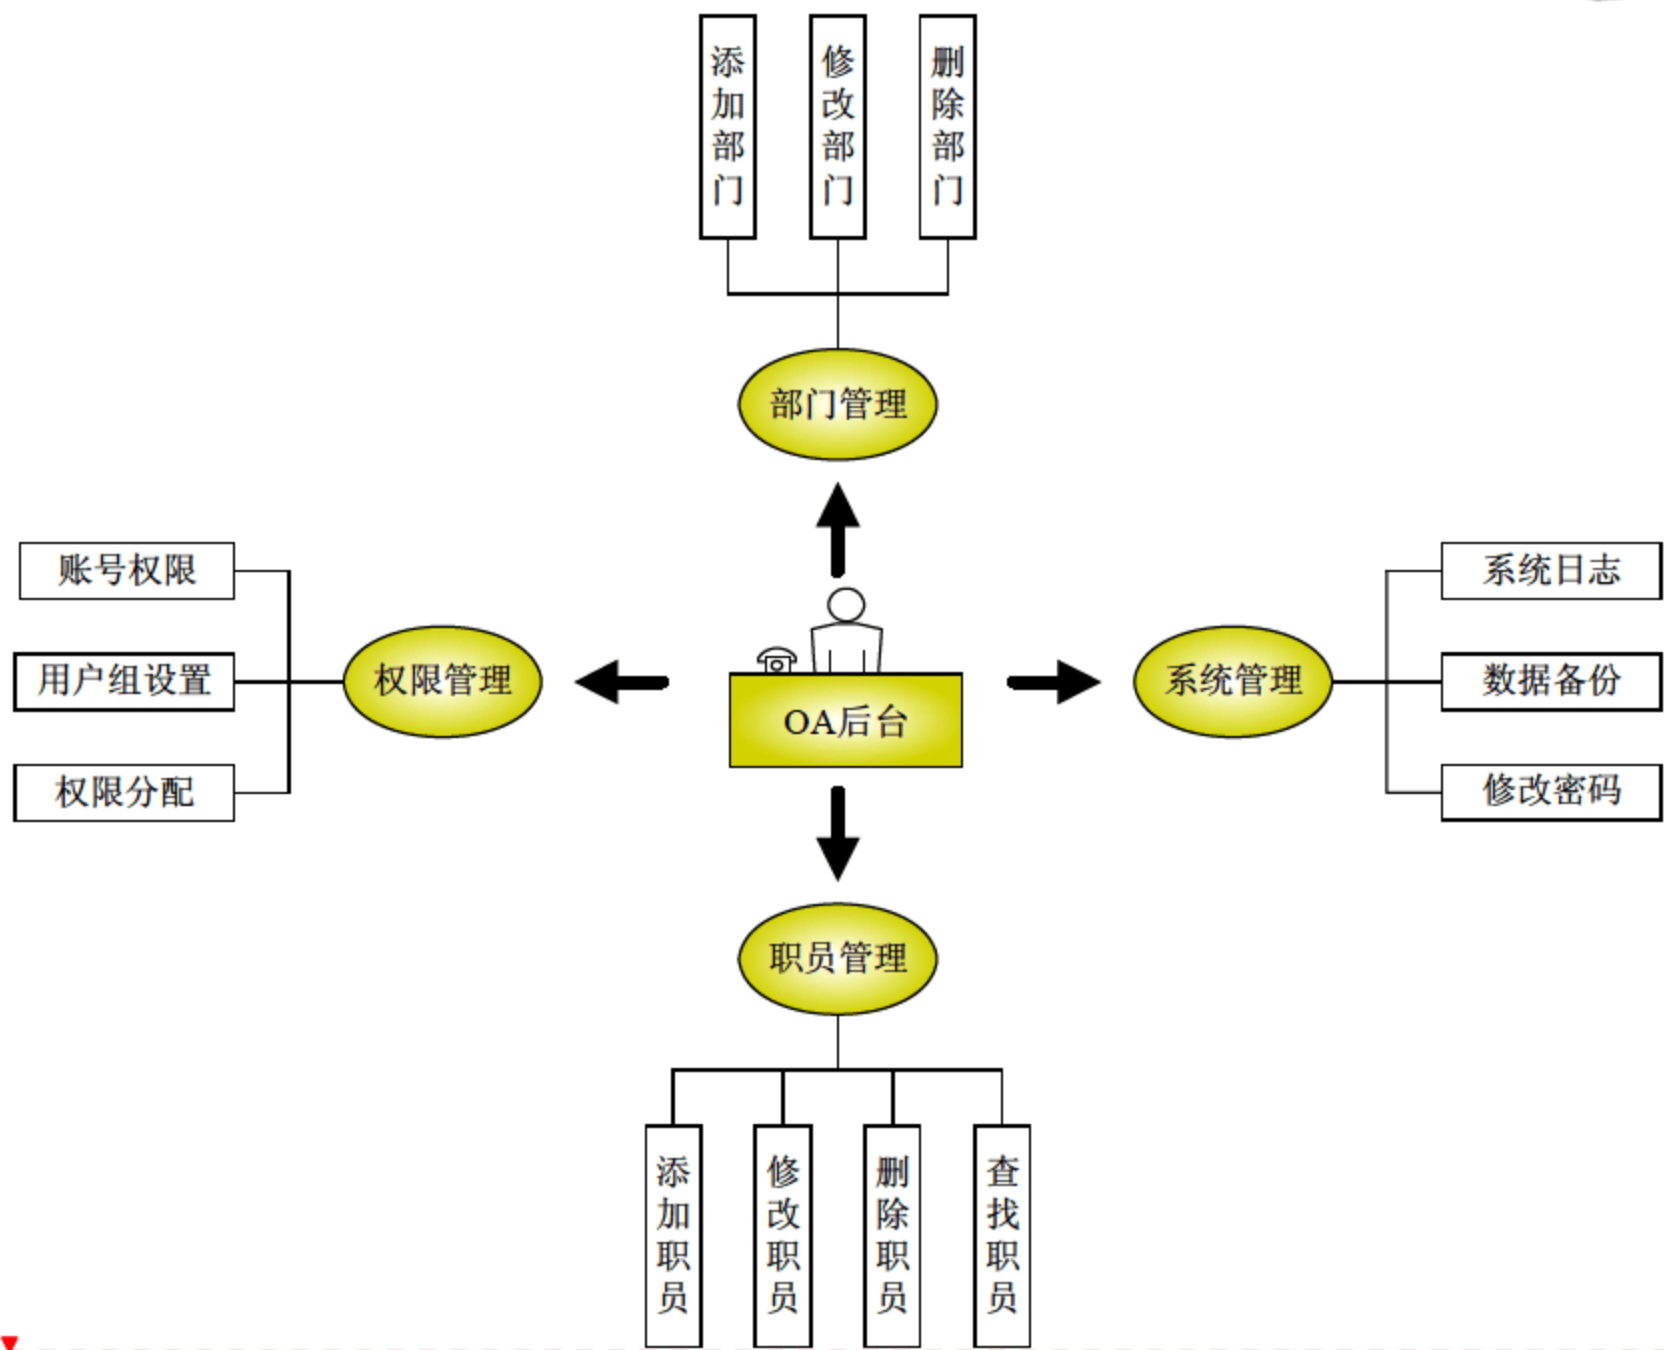 添加部门
修改部门
删除部门
部门管理
账号权限
用户组设置
权限分配
权限管理
OA后台
系统管理
系统日志
数据备份
修改密码
职员管理
添加职员
修改职员
删除职员
查找职员